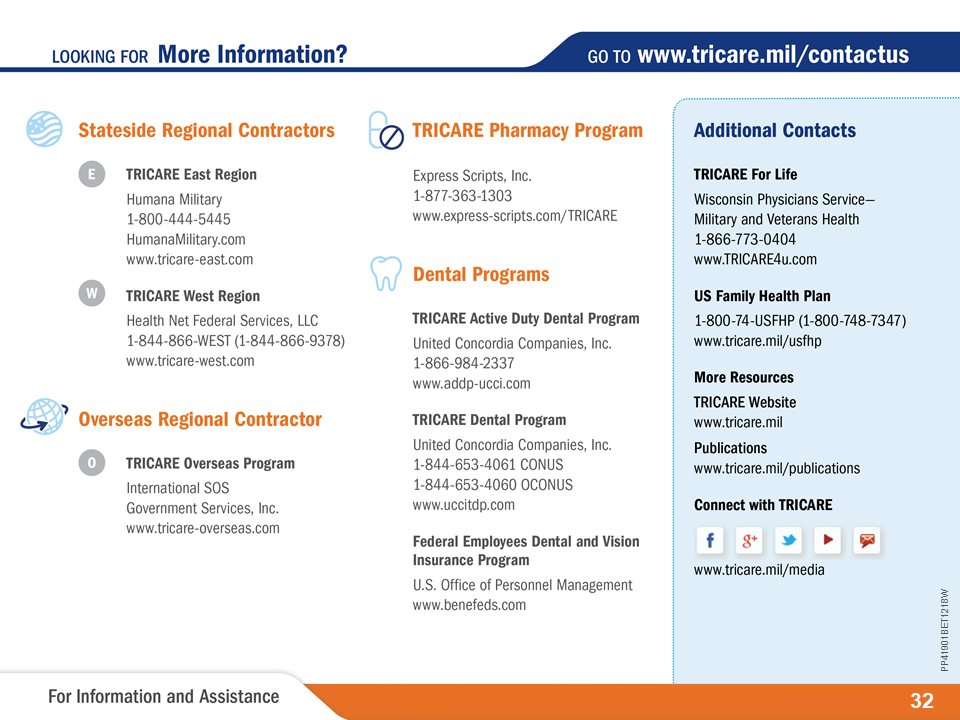 LOOKING FOR More Information?
GO TO www.tricare.mil/contactus
Stateside Regional Contractors
E
TRICARE East Region
Humana Military
1-800-444-5445
HumanaMilitary.com
www.tricare-east.com
W
TRICARE West Region
Health Net Federal Services, LLC
1-844-866-WEST (1-844-866-9378)
www.tricare-west.com
Overseas Regional Contractor
O
TRICARE Overseas Program
International SOS
Government Services, Inc.
www.tricare-overseas.com
TRICARE Pharmacy Program
Express Scripts, Inc.
1-877-363-1303
www.express-scripts.com/TRICARE
Dental Programs
TRICARE Active Duty Dental Program
United Concordia Companies, Inc.
1-866-984-2337
www.addp-ucci.com
TRICARE Dental Program
United Concordia Companies, Inc.
1-844-653-4061 CONUS
1-844-653-4060 OCONUS
www.uccitdp.com
Federal Employees Dental and Vision
Insurance Program
U.S. Office of Personnel Management
www.benefeds.com
Additional Contacts
TRICARE For Life
Wisconsin Physicians Service—
Military and Veterans Health
1-866-773-0404
www.TRICARE4u.com
US Family Health Plan
1-800-74-USFHP (1-800-748-7347)
www.tricare.mil/usfhp
More Resources
TRICARE Website
www.tricare.mil
Publications
www.tricare.mil/publications
Connect with TRICARE
f g+
www.tricare.mil/media
PP41901BET1218W
For Information and Assistance
32